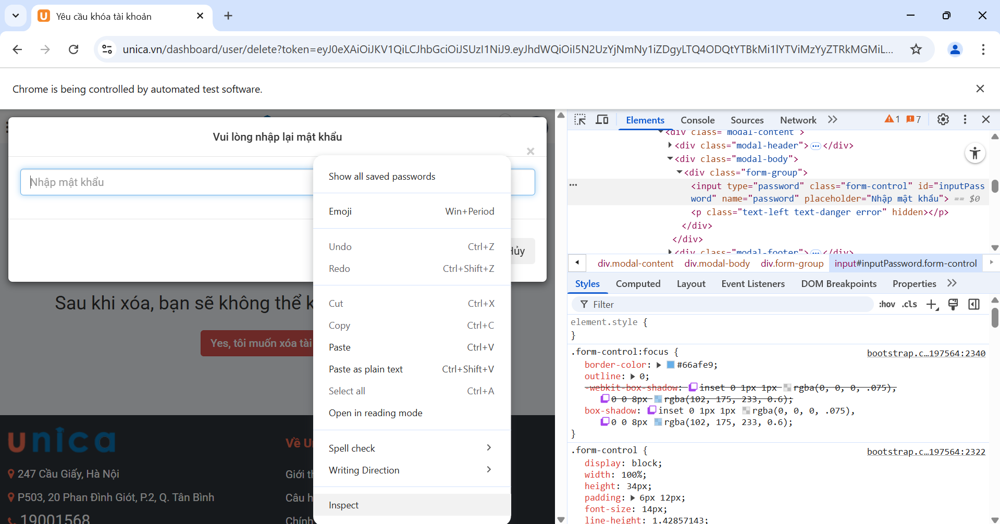 Yêu cầu khóa tài khoản
unica.vn/dashboard/user/delete?token=eyJ0eXAiOiJKV1QiLCJhbGciOiJSUzI1NiJ9.eyJhdWQiOiI5N2UzYjNmNy1iZDgyLTQ4ODQtYTBkMi1lYTViMzYyZTRkMGMiL...
Chrome is being controlled by automated test software.
Vui lòng nhập lại mật khẩu
×
Nhập mật khẩu
Hủy
Sau khi xóa, bạn sẽ không thể k
Yes, tôi muốn xóa tài
unica
247 Cầu Giấy, Hà Nội
P503, 20 Phan Đình Giót, P.2, Q. Tân Bình
19001568
Về U
Giới th
Câu h
Chính
Show all saved passwords
Emoji Win+Period
Undo Ctrl+Z
Redo Ctrl+Shift+Z
Cut Ctrl+X
Copy Ctrl+C
Paste Ctrl+V
Paste as plain text Ctrl+Shift+V
Select all Ctrl+A
Open in reading mode
Spell check
Writing Direction
Inspect
Elements Console Sources Network 1 7
<div class="modal-content">
<div class="modal-header"> … </div>
<div class="modal-body">
<div class="form-group">
<input type="password" class="form-control" id="inputPass
word" name="password" placeholder="Nhập mật khẩu"> == $0
<p class="text-left text-danger error" hidden></p>
</div>
</div>
<div class="modal-footer"> … </div>
div.modal-content div.modal-body div.form-group input#inputPassword.form-control
Styles Computed Layout Event Listeners DOM Breakpoints Properties
Filter :hov .cls
element.style {
}
.form-control:focus { bootstrap.c…197564:2340
border-color: #66afe9;
outline: 0;
-webkit-box-shadow: inset 0 1px 1px rgba(0, 0, 0, .075),
0 0 8px rgba(102, 175, 233, 0.6);
box-shadow: inset 0 1px 1px rgba(0, 0, 0, .075),
0 0 8px rgba(102, 175, 233, 0.6);
}
.form-control { bootstrap.c…197564:2322
display: block;
width: 100%;
height: 34px;
padding: 6px 12px;
font-size: 14px;
line-height: 1.42857143;